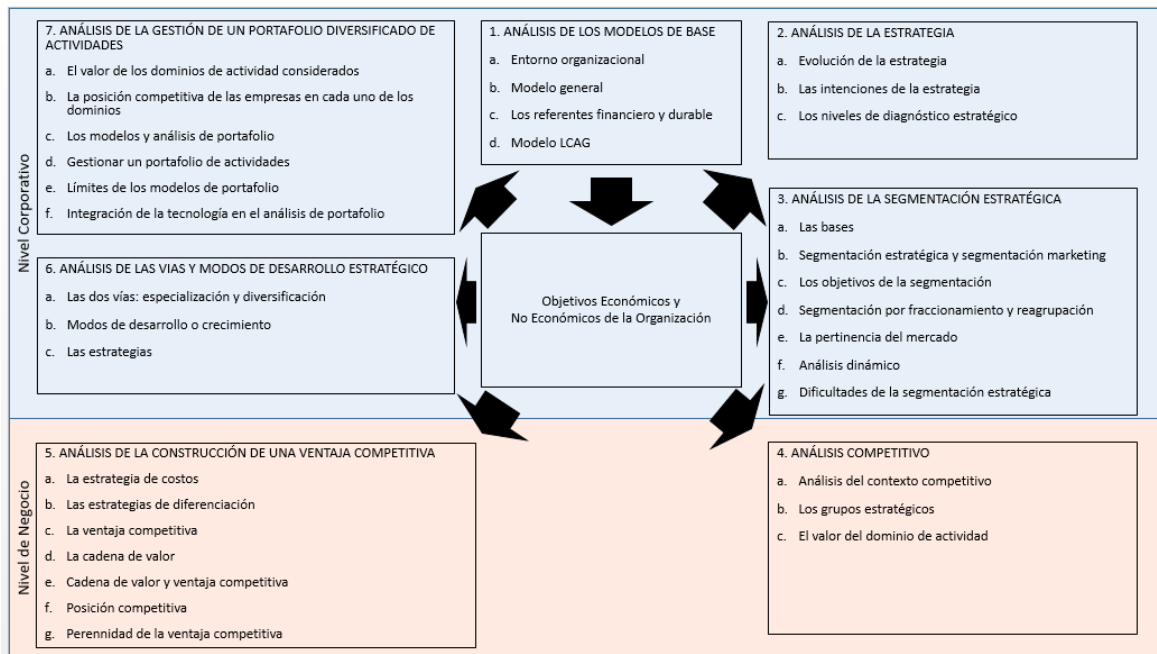 Nivel Corporativo
7. ANÁLISIS DE LA GESTIÓN DE UN PORTAFOLIO DIVERSIFICADO DE
ACTIVIDADES
a. El valor de los dominios de actividad considerados
b. La posición competitiva de las empresas en cada uno de los
dominios
c. Los modelos y análisis de portafolio
d. Gestionar un portafolio de actividades
e. Límites de los modelos de portafolio
f. Integración de la tecnología en el análisis de portafolio
1. ANÁLISIS DE LOS MODELOS DE BASE
a. Entorno organizacional
b. Modelo general
c. Los referentes financiero y durable
d. Modelo LCAG
2. ANÁLISIS DE LA ESTRATEGIA
a. Evolución de la estrategia
b. Las intenciones de la estrategia
c. Los niveles de diagnóstico estratégico
6. ANÁLISIS DE LAS VIAS Y MODOS DE DESARROLLO ESTRATÉGICO
a. Las dos vías: especialización y diversificación
b. Modos de desarrollo o crecimiento
c. Las estrategias
Objetivos Económicos y
No Económicos de la Organización
3. ANÁLISIS DE LA SEGMENTACIÓN ESTRATÉGICA
a. Las bases
b. Segmentación estratégica y segmentación marketing
c. Los objetivos de la segmentación
d. Segmentación por fraccionamiento y reagrupación
e. La pertinencia del mercado
f. Análisis dinámico
g. Dificultades de la segmentación estratégica
Nivel de Negocio
5. ANÁLISIS DE LA CONSTRUCCIÓN DE UNA VENTAJA COMPETITIVA
a. La estrategia de costos
b. Las estrategias de diferenciación
c. La ventaja competitiva
d. La cadena de valor
e. Cadena de valor y ventaja competitiva
f. Posición competitiva
g. Perennidad de la ventaja competitiva
4. ANÁLISIS COMPETITIVO
a. Análisis del contexto competitivo
b. Los grupos estratégicos
c. El valor del dominio de actividad